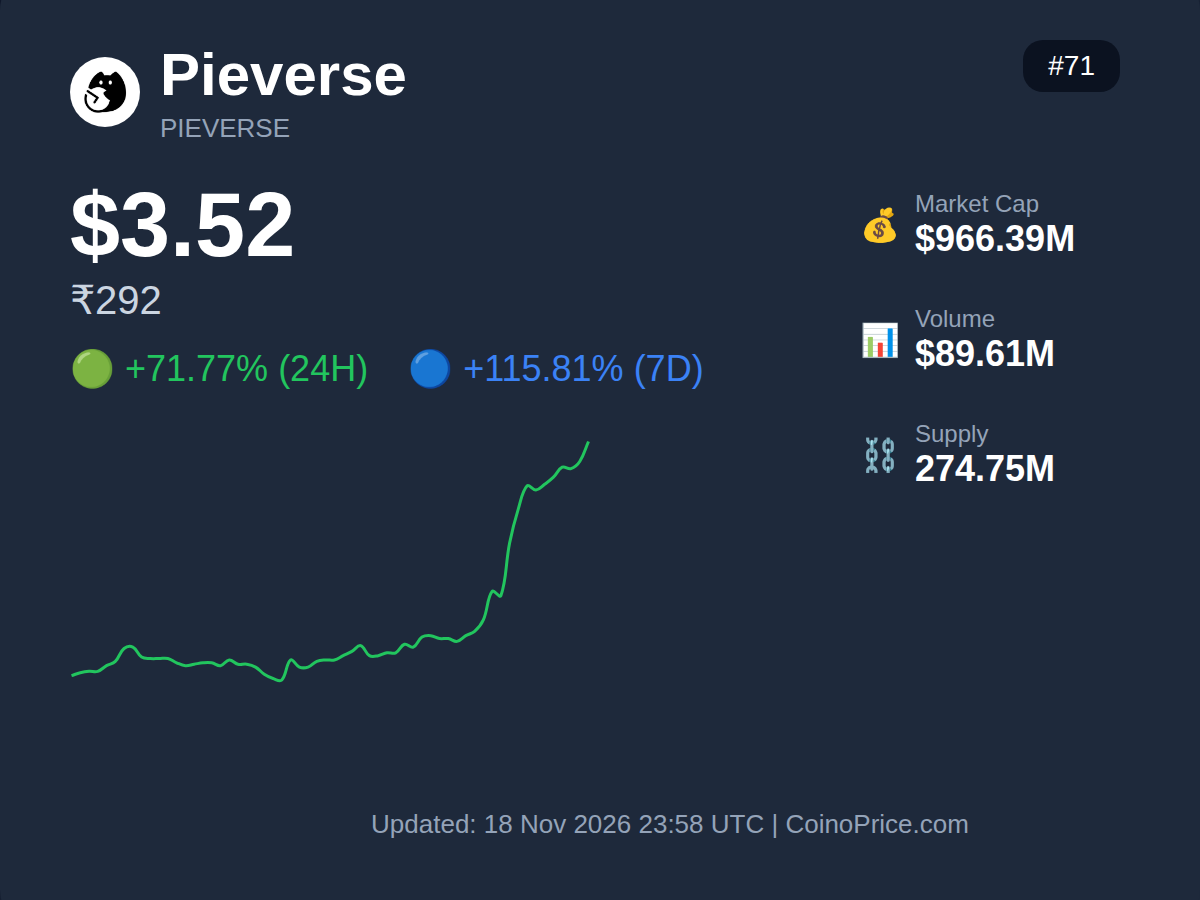 Pieverse
PIEVERSE
#71
$3.52
₹292
+71.77% (24H)
+115.81% (7D)
Market Cap
$966.39M
Volume
$89.61M
Supply
274.75M
Updated: 18 Nov 2026 23:58 UTC | CoinoPrice.com